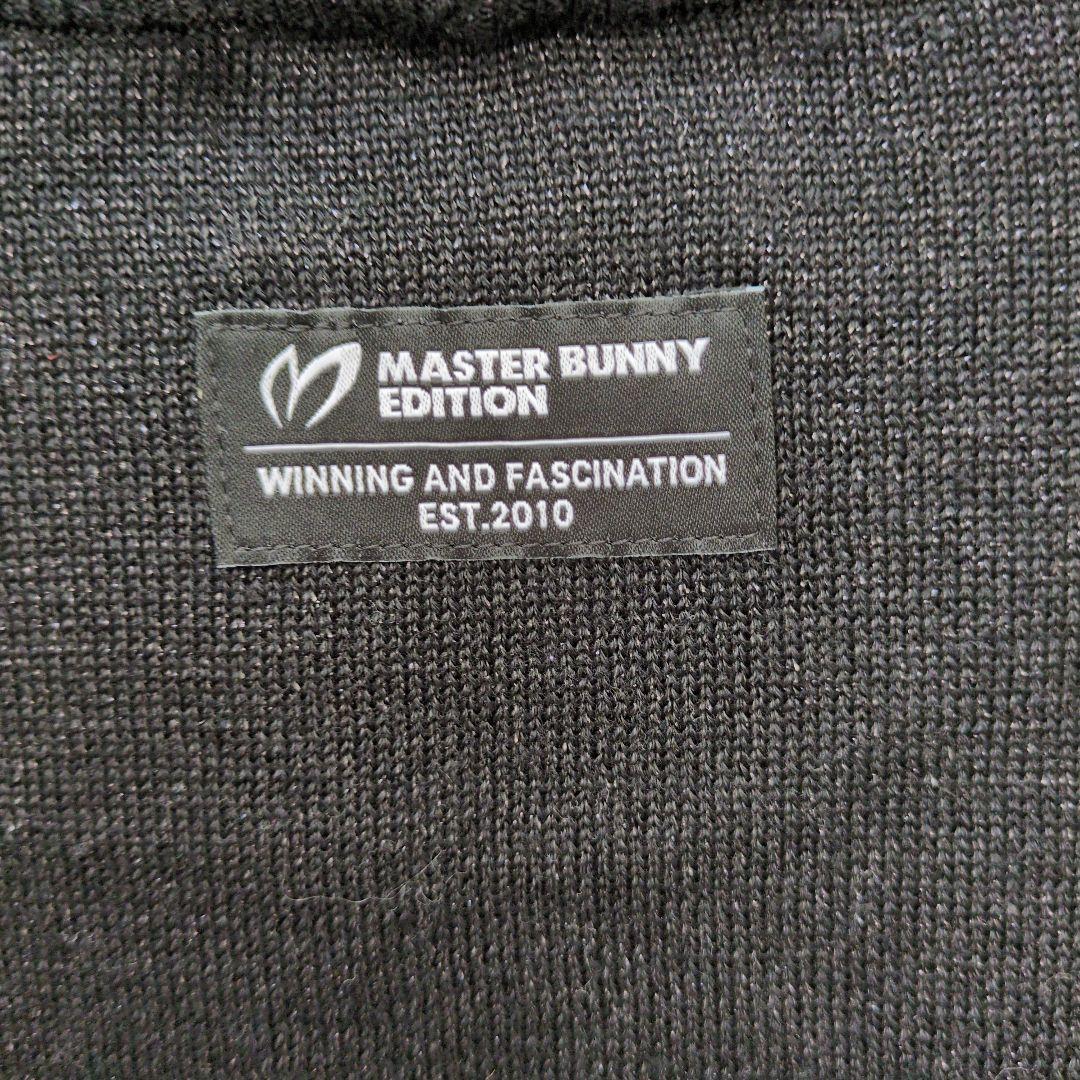 MASTER BUNNY
EDITION
WINNING AND FASCINATION
EST.2010